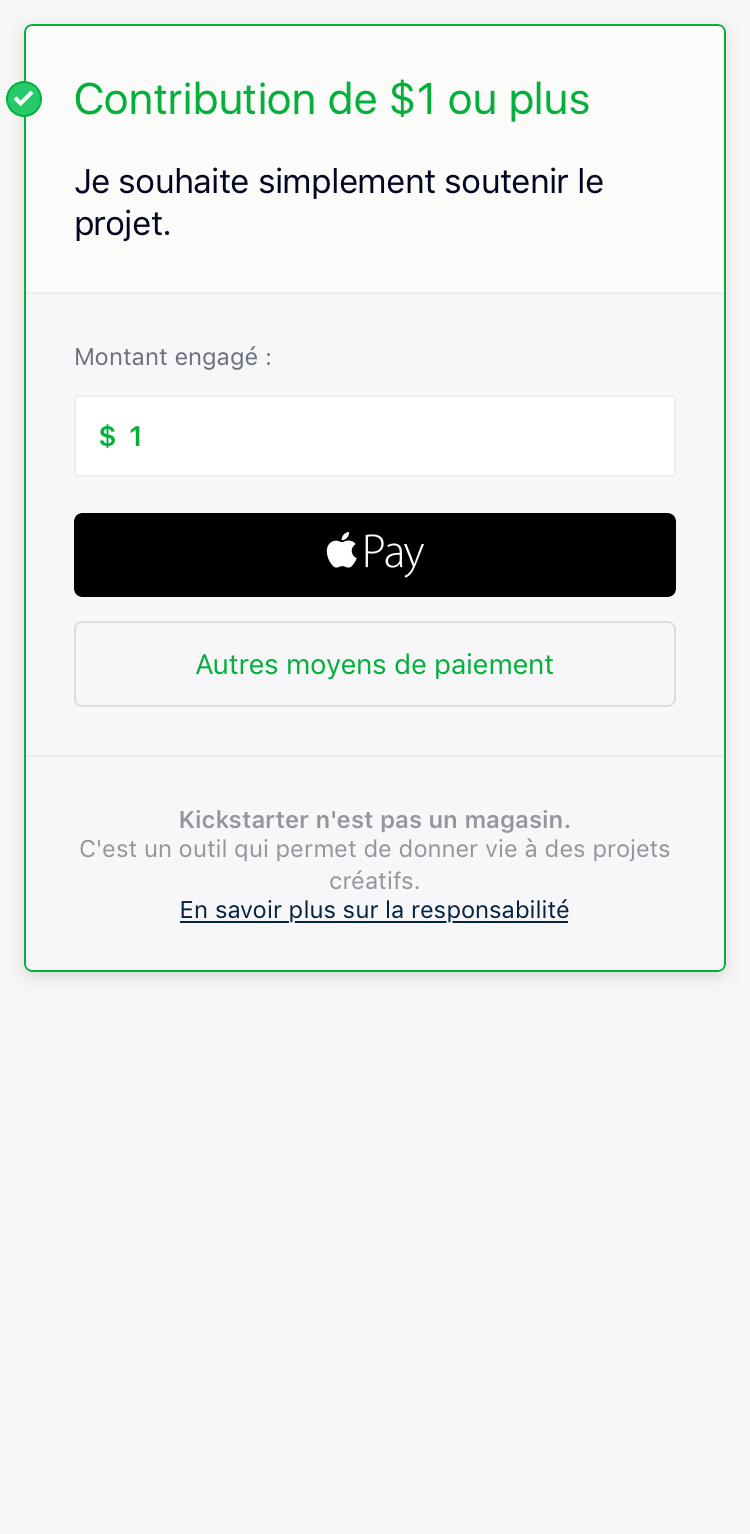 Contribution de $1 ou plus
Je souhaite simplement soutenir le
projet.
Montant engagé :
$ 1
Pay
Autres moyens de paiement
Kickstarter n'est pas un magasin.
C'est un outil qui permet de donner vie à des projets
créatifs.
En savoir plus sur la responsabilité